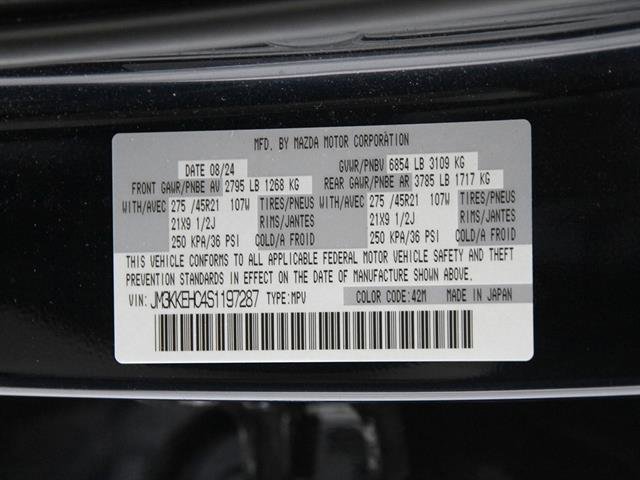 MFD. BY MAZDA MOTOR CORPORATION
DATE 08/24 GVWR/PNBV 6854 LB 3109 KG
FRONT GAWR/PNBE AV 2795 LB 1268 KG REAR GAWR/PNBE AR 3785 LB 1717 KG
WITH/AVEC 275 /45R21 107W TIRES/PNEUS WITH/AVEC 275 /45R21 107W TIRES/PNEUS
21X9 1/2J RIMS/JANTES 21X9 1/2J RIMS/JANTES
250 KPA/36 PSI COLD/A FROID 250 KPA/36 PSI COLD/A FROID
THIS VEHICLE CONFORMS TO ALL APPLICABLE FEDERAL MOTOR VEHICLE SAFETY AND THEFT
PREVENTION STANDARDS IN EFFECT ON THE DATE OF MANUFACTURE SHOWN ABOVE.
VIN: JM3KKEHC4S1197287 TYPE: MPV COLOR CODE: 42M MADE IN JAPAN